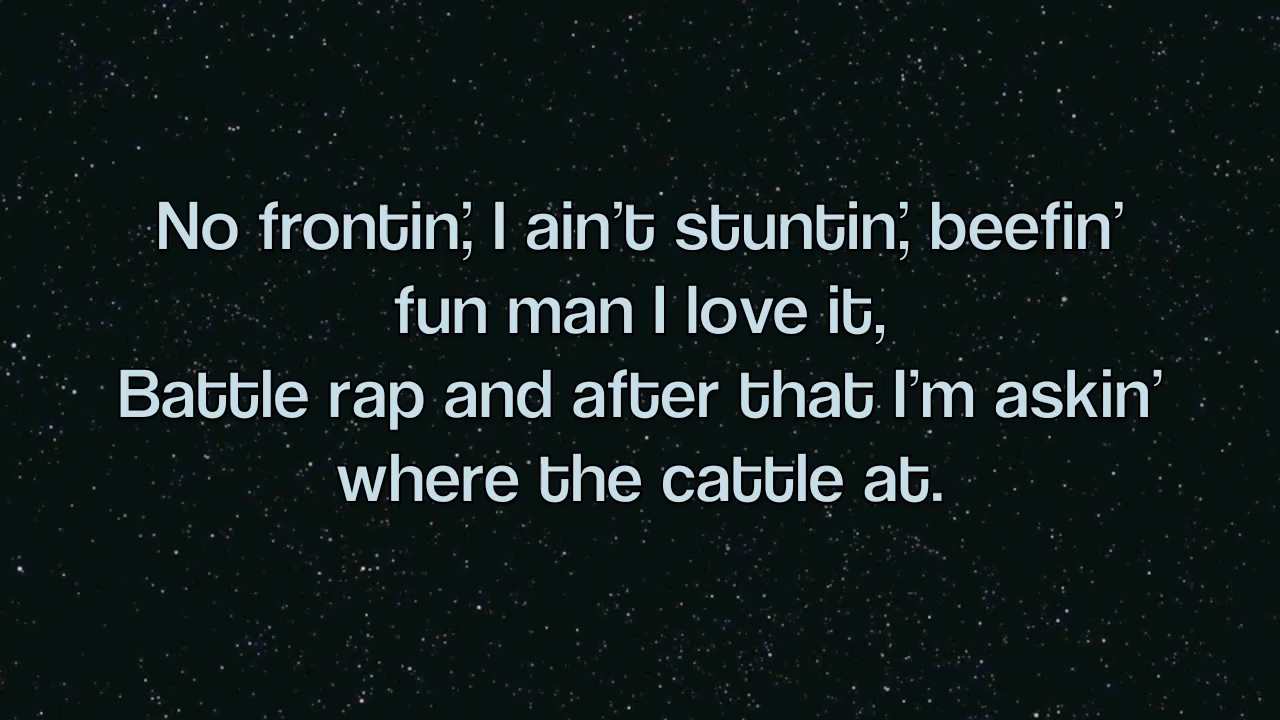 No frontin’, I ain’t stuntin’, beefin’
fun man I love it,
Battle rap and after that I’m askin’
where the cattle at.